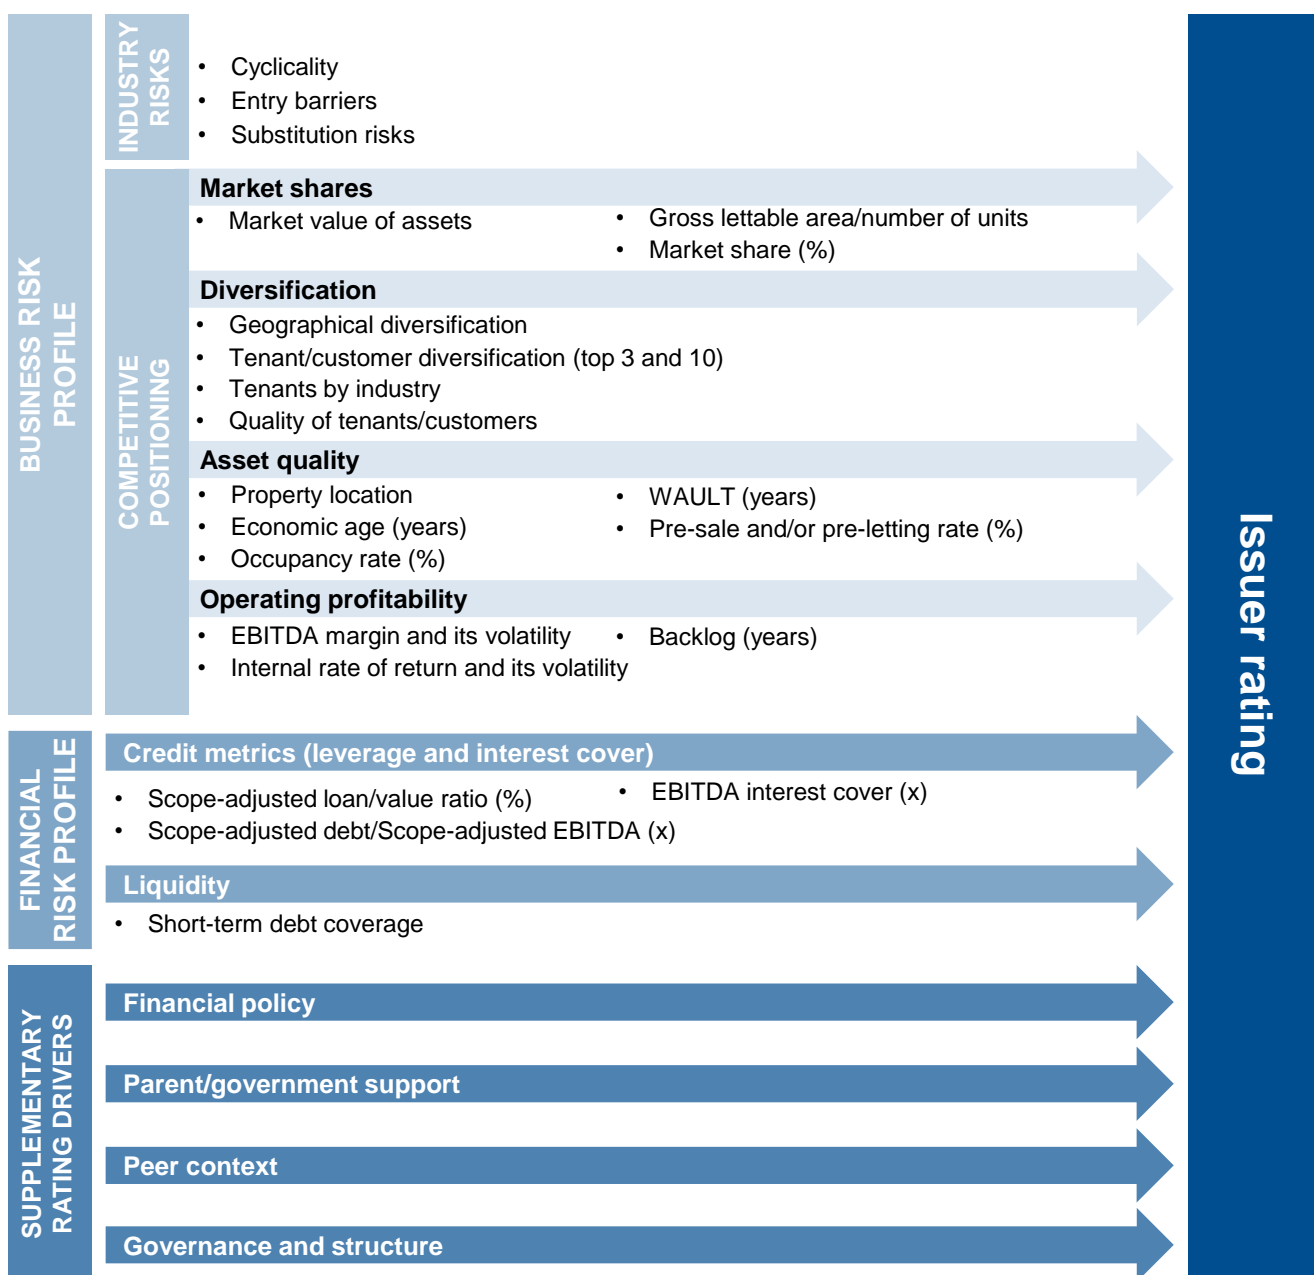 BUSINESS RISK
PROFILE
INDUSTRY
RISKS
• Cyclicality
• Entry barriers
• Substitution risks
COMPETITIVE
POSITIONING
Market shares
• Market value of assets
• Gross lettable area/number of units
• Market share (%)
Diversification
• Geographical diversification
• Tenant/customer diversification (top 3 and 10)
• Tenants by industry
• Quality of tenants/customers
Asset quality
• Property location
• Economic age (years)
• Occupancy rate (%)
• WAULT (years)
• Pre-sale and/or pre-letting rate (%)
Operating profitability
• EBITDA margin and its volatility
• Internal rate of return and its volatility
• Backlog (years)
FINANCIAL
RISK PROFILE
Credit metrics (leverage and interest cover)
• Scope-adjusted loan/value ratio (%)
• Scope-adjusted debt/Scope-adjusted EBITDA (x)
• EBITDA interest cover (x)
Liquidity
• Short-term debt coverage
SUPPLEMENTARY
RATING DRIVERS
Financial policy
Parent/government support
Peer context
Governance and structure
Issuer rating